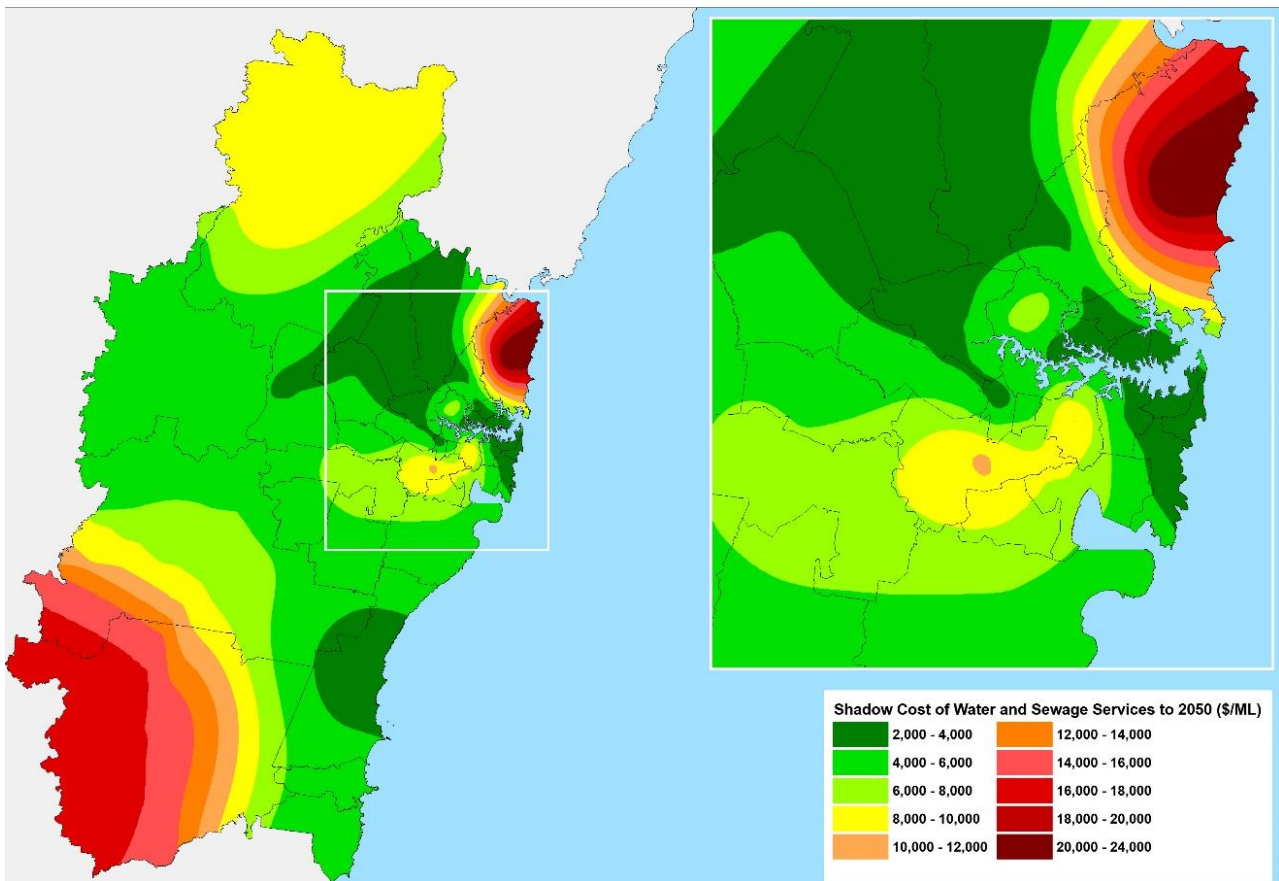 Shadow Cost of Water and Sewage Services to 2050 ($/ML)
2,000 - 4,000
4,000 - 6,000
6,000 - 8,000
8,000 - 10,000
10,000 - 12,000
12,000 - 14,000
14,000 - 16,000
16,000 - 18,000
18,000 - 20,000
20,000 - 24,000